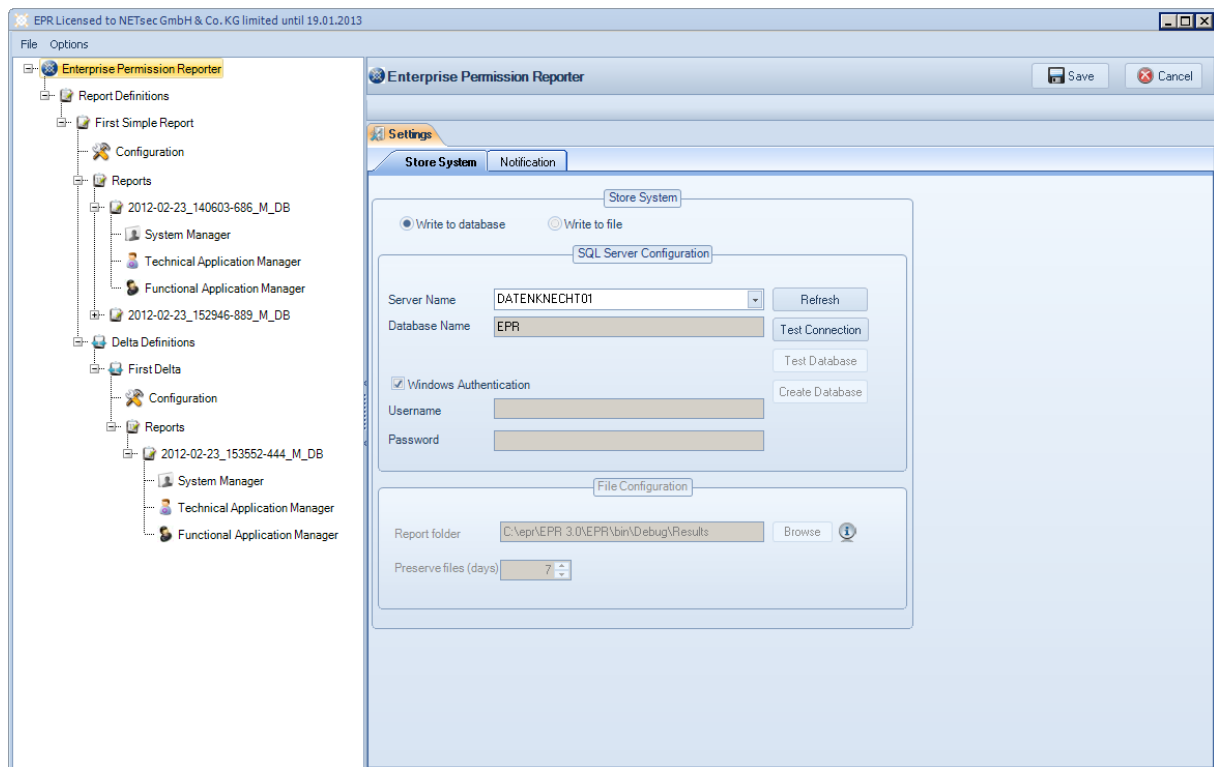 EPR Licensed to NETsec GmbH & Co. KG limited until 19.01.2013
File Options
Enterprise Permission Reporter
Report Definitions
First Simple Report
Configuration
Reports
2012-02-23_140603-686_M_DB
System Manager
Technical Application Manager
Functional Application Manager
2012-02-23_152946-889_M_DB
Delta Definitions
First Delta
Configuration
Reports
2012-02-23_153552-444_M_DB
System Manager
Technical Application Manager
Functional Application Manager
Enterprise Permission Reporter Save Cancel
Settings
Store System Notification
Store System
Write to database Write to file
SQL Server Configuration
Server Name DATENKNECHT01 Refresh
Database Name EPR Test Connection
Test Database
Windows Authentication Create Database
Username
Password
File Configuration
Report folder C:\epr\EPR 3.0\EPR\bin\Debug\Results Browse
Preserve files (days) 7